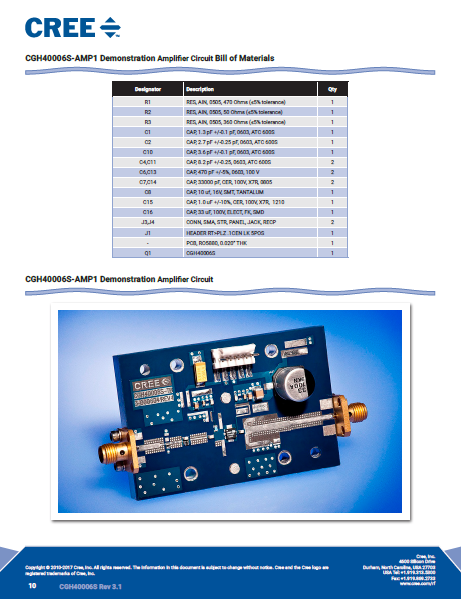 CREE
CGH40006S-AMP1 Demonstration Amplifier Circuit Bill of Materials
Designator Description Qty
R1 RES, AIN, 0505, 470 Ohms (≤5% tolerance) 1
R2 RES, AIN, 0505, 50 Ohms (≤5% tolerance) 1
R3 RES, AIN, 0505, 360 Ohms (≤5% tolerance) 1
C1 CAP, 1.3 pF +/-0.1 pF, 0603, ATC 600S 1
C2 CAP, 2.7 pF +/-0.25 pF, 0603, ATC 600S 1
C10 CAP, 3.6 pF +/-0.1 pF, 0603, ATC 600S 1
C4,C11 CAP, 8.2 pF +/-0.25, 0603, ATC 600S 2
C6,C13 CAP, 470 pF +/-5%, 0603, 100 V 2
C7,C14 CAP, 33000 pF, CER, 100V, X7R, 0805 2
C8 CAP, 10 uf, 16V, SMT, TANTALUM 1
C15 CAP, 1.0 uF +/-10%, CER, 100V, X7R, 1210 1
C16 CAP, 33 uf, 100V, ELECT, FK, SMD 1
J3,J4 CONN, SMA, STR, PANEL, JACK, RECP 2
J1 HEADER RT>PLZ .1CEN LK 5POS 1
- PCB, RO5880, 0.020" THK 1
Q1 CGH40006S 1
CGH40006S-AMP1 Demonstration Amplifier Circuit
CREE
Copyright © 2010-2017 Cree, Inc. All rights reserved. The information in this document is subject to change without notice. Cree and the Cree logo are
registered trademarks of Cree, Inc.
10 CGH40006S Rev 3.1
Cree, Inc.
4600 Silicon Drive
Durham, North Carolina, USA 27703
USA Tel: +1.919.313.5300
Fax: +1.919.869.2733
www.cree.com/rf